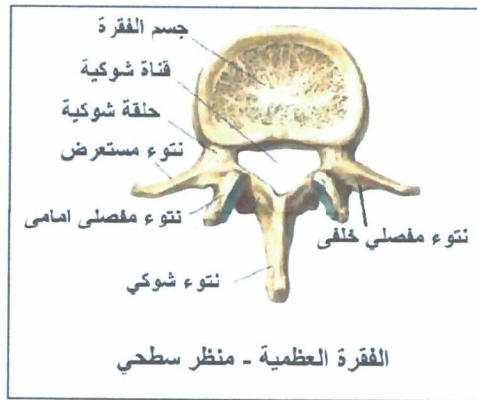 جسم الفقرة
قناة شوكية
حلقة شوكية
نتوء مستعرض
نتوء مفصلى امامى
نتوء مفصلي خلفى
نتوء شوكي
الفقرة العظمية - منظر سطحي